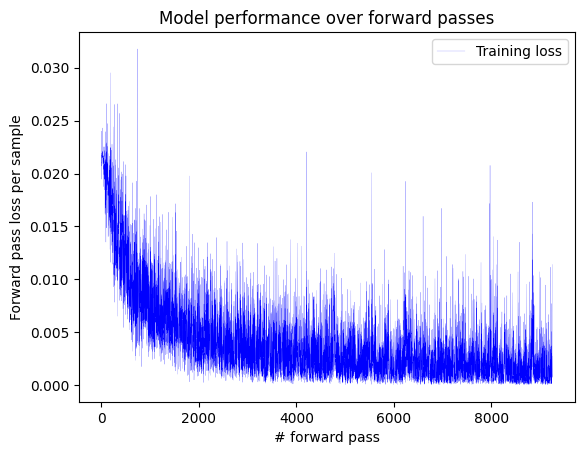 Model performance over forward passes
Training loss
Forward pass loss per sample
0.030
0.025
0.020
0.015
0.010
0.005
0.000
0 2000 4000 6000 8000
# forward pass